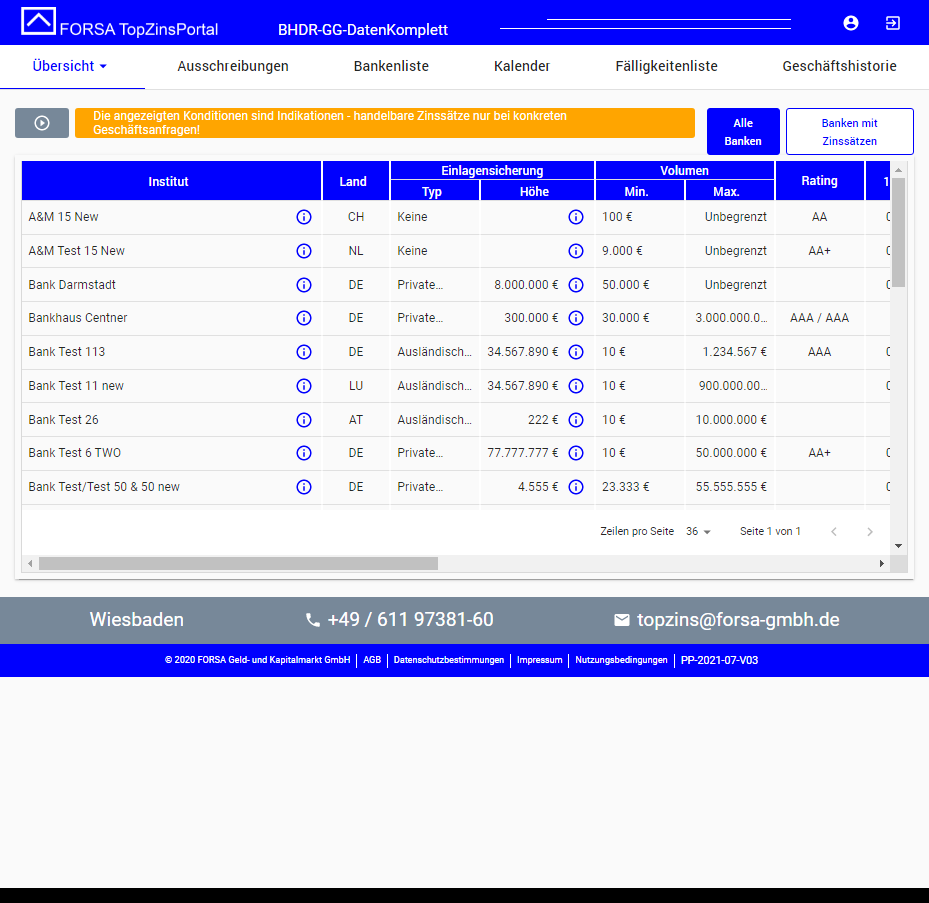 FORSA TopZinsPortal BHDR-GG-DatenKomplett
Übersicht Ausschreibungen Bankenliste Kalender Fälligkeitenliste Geschäftshistorie
Die angezeigten Konditionen sind Indikationen - handelbare Zinssätze nur bei konkreten
Geschäftsanfragen!
Alle
Banken
Banken mit
Zinssätzen
Institut Land Einlagensicherung Volumen Rating 1
Typ Höhe Min. Max.
A&M 15 New CH Keine 100 € Unbegrenzt AA
A&M Test 15 New NL Keine 9.000 € Unbegrenzt AA+
Bank Darmstadt DE Private... 8.000.000 € 50.000 € Unbegrenzt
Bankhaus Centner DE Private... 300.000 € 30.000 € 3.000.000.0... AAA / AAA
Bank Test 113 DE Ausländisch... 34.567.890 € 10 € 1.234.567 € AAA
Bank Test 11 new LU Ausländisch... 34.567.890 € 10 € 900.000.00...
Bank Test 26 AT Ausländisch... 222 € 10 € 10.000.000 €
Bank Test 6 TWO DE Private... 77.777.777 € 10 € 50.000.000 € AA+
Bank Test/Test 50 & 50 new DE Private... 4.555 € 23.333 € 55.555.555 €
Zeilen pro Seite 36 Seite 1 von 1
Wiesbaden +49 / 611 97381-60 topzins@forsa-gmbh.de
© 2020 FORSA Geld- und Kapitalmarkt GmbH | AGB | Datenschutzbestimmungen | Impressum | Nutzungsbedingungen | PP-2021-07-V03